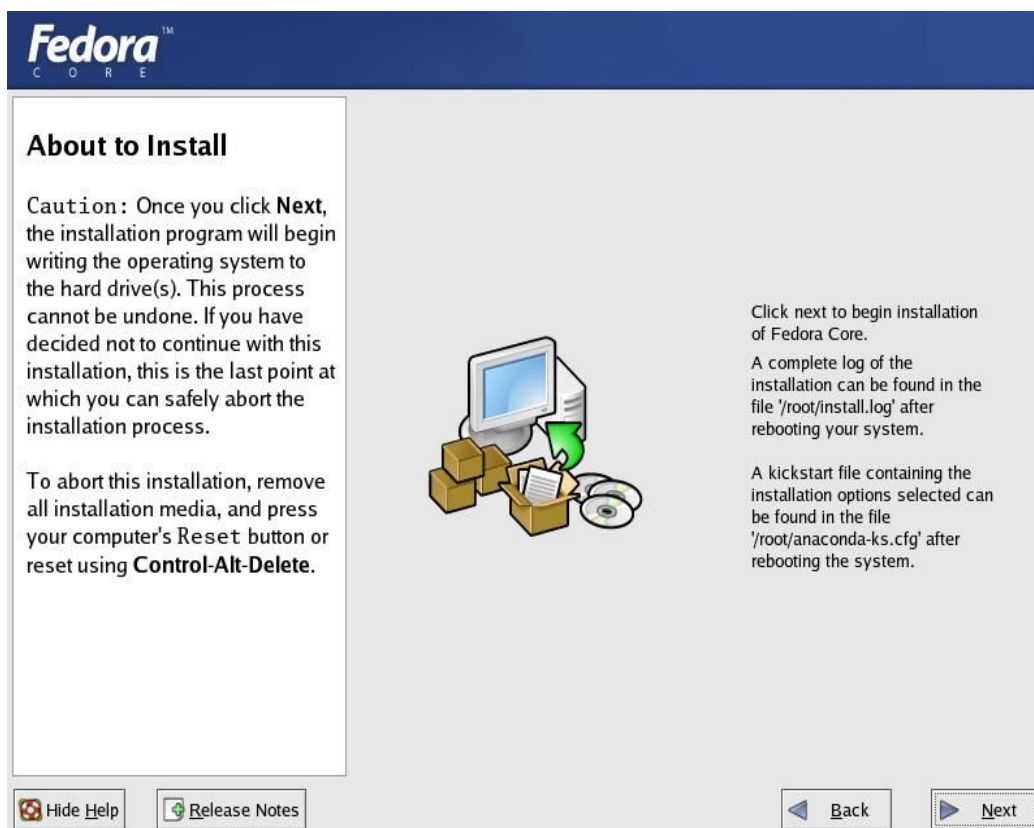 Fedora™
CORE
About to Install
Caution: Once you click Next,
the installation program will begin
writing the operating system to
the hard drive(s). This process
cannot be undone. If you have
decided not to continue with this
installation, this is the last point at
which you can safely abort the
installation process.
To abort this installation, remove
all installation media, and press
your computer's Reset button or
reset using Control-Alt-Delete.
Click next to begin installation
of Fedora Core.
A complete log of the
installation can be found in the
file '/root/install.log' after
rebooting your system.
A kickstart file containing the
installation options selected can
be found in the file
'/root/anaconda-ks.cfg' after
rebooting the system.
Hide Help
Release Notes
Back
Next